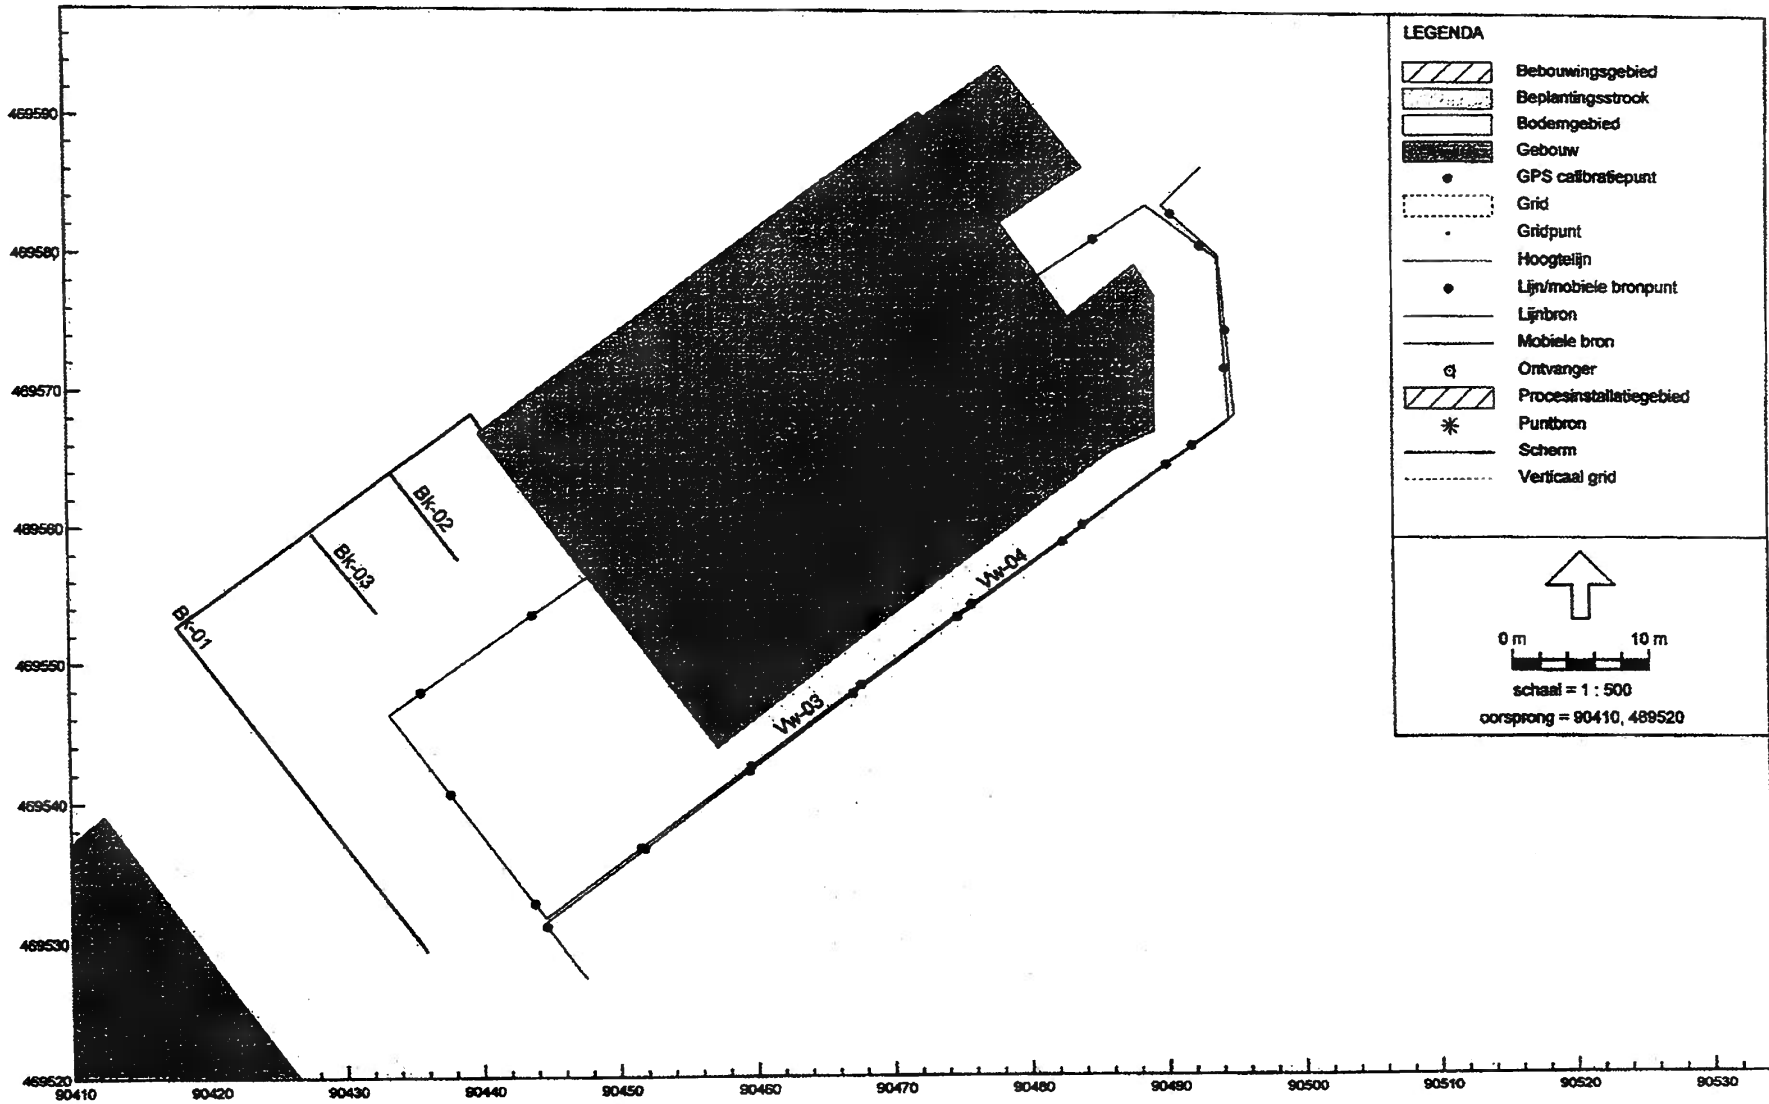 LEGENDA
Bebouwingsgebied
Beplantingsstrook
Bodemgebied
Gebouw
GPS calibratiepunt
Grid
Gridpunt
Hoogtelijn
Lijn/mobiele bronpunt
Lijnbron
Mobiele bron
Ontvanger
Procesinstallatiegebied
Puntbron
Scherm
Verticaal grid
0 m 10 m
schaal = 1 : 500
oorsprong = 90410, 489520
489590
489580
489570
489560
489550
489540
489530
489520
Bk-02
Bk-03
Bk-01
Vw-04
Vw-03
90410 90420 90430 90440 90450 90460 90470 90480 90490 90500 90510 90520 90530